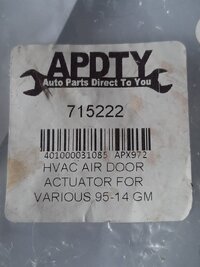 APDTY
Auto Parts Direct To You
715222
401000031085 APX972
HVAC AIR DOOR
ACTUATOR FOR
VARIOUS 95-14 GM